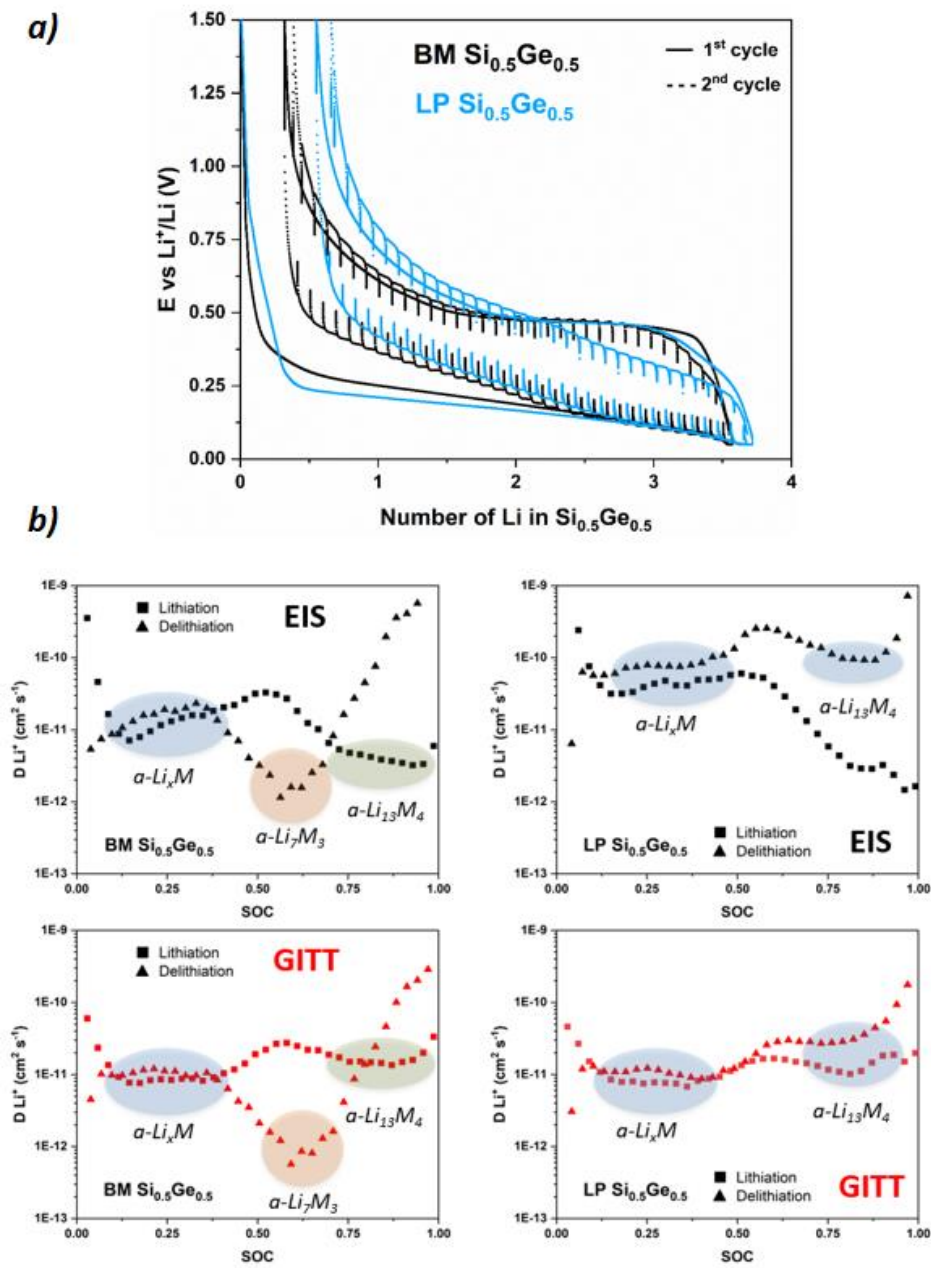 a)
BM Si₀.₅Ge₀.₅
LP Si₀.₅Ge₀.₅
1ˢᵗ cycle
2ⁿᵈ cycle
1.50
1.25
1.00
0.75
0.50
0.25
0.00
E vs Li⁺/Li (V)
0 1 2 3 4
Number of Li in Si₀.₅Ge₀.₅
b)
1E-9
1E-10
1E-11
1E-12
1E-13
D Li⁺ (cm² s⁻¹)
Lithiation
Delithiation
EIS
a-LiₓM
a-Li₇M₃
a-Li₁₃M₄
BM Si₀.₅Ge₀.₅
0.00 0.25 0.50 0.75 1.00
SOC
1E-9
1E-10
1E-11
1E-12
1E-13
D Li⁺ (cm² s⁻¹)
a-LiₓM
a-Li₁₃M₄
LP Si₀.₅Ge₀.₅
Lithiation
Delithiation
EIS
0.00 0.25 0.50 0.75 1.00
SOC
1E-9
1E-10
1E-11
1E-12
1E-13
D Li⁺ (cm² s⁻¹)
Lithiation
Delithiation
GITT
a-LiₓM
a-Li₇M₃
a-Li₁₃M₄
BM Si₀.₅Ge₀.₅
0.00 0.25 0.50 0.75 1.00
SOC
1E-9
1E-10
1E-11
1E-12
1E-13
D Li⁺ (cm² s⁻¹)
a-LiₓM
a-Li₁₃M₄
LP Si₀.₅Ge₀.₅
Lithiation
Delithiation
GITT
0.00 0.25 0.50 0.75 1.00
SOC